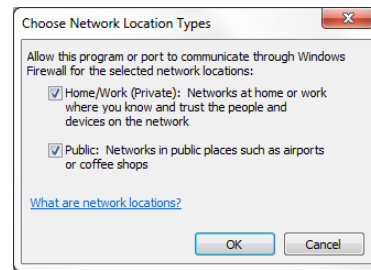 Choose Network Location Types
Allow this program or port to communicate through Windows
Firewall for the selected network locations:
Home/Work (Private): Networks at home or work
where you know and trust the people and
devices on the network
Public: Networks in public places such as airports
or coffee shops
What are network locations?
OK Cancel